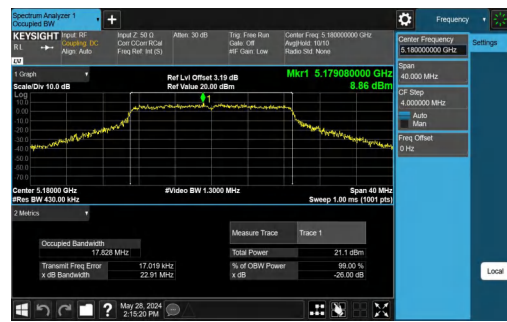 Spectrum Analyzer 1
Occupied BW
Frequency
KEYSIGHT Input: RF
R L Coupling: DC
Align: Auto
LV
Input Z: 50 Ω
Corr CCorr RCal
Freq Ref: Int (S)
Atten: 30 dB
Trig: Free Run
Gate: Off
#IF Gain: Low
Center Freq: 5.180000000 GHz
Avg|Hold: 10/10
Radio Std: None
Center Frequency
5.180000000 GHz
Settings
Span
40.000 MHz
CF Step
4.000000 MHz
Auto
Man
Freq Offset
0 Hz
Local
1 Graph
Scale/Div 10.0 dB
Ref Lvl Offset 3.19 dB
Ref Value 20.00 dBm
Mkr1 5.179080000 GHz
8.86 dBm
Log
10.0
0.00
-10.0
-20.0
-30.0
-40.0
-50.0
-60.0
-70.0
1
Center 5.18000 GHz
#Res BW 430.00 kHz
#Video BW 1.3000 MHz
Span 40 MHz
Sweep 1.00 ms (1001 pts)
2 Metrics
Measure Trace Trace 1
Occupied Bandwidth
17.828 MHz
Total Power 21.1 dBm
Transmit Freq Error 17.019 kHz
% of OBW Power 99.00 %
x dB Bandwidth 22.91 MHz
x dB -26.00 dB
May 28, 2024
2:15:20 PM